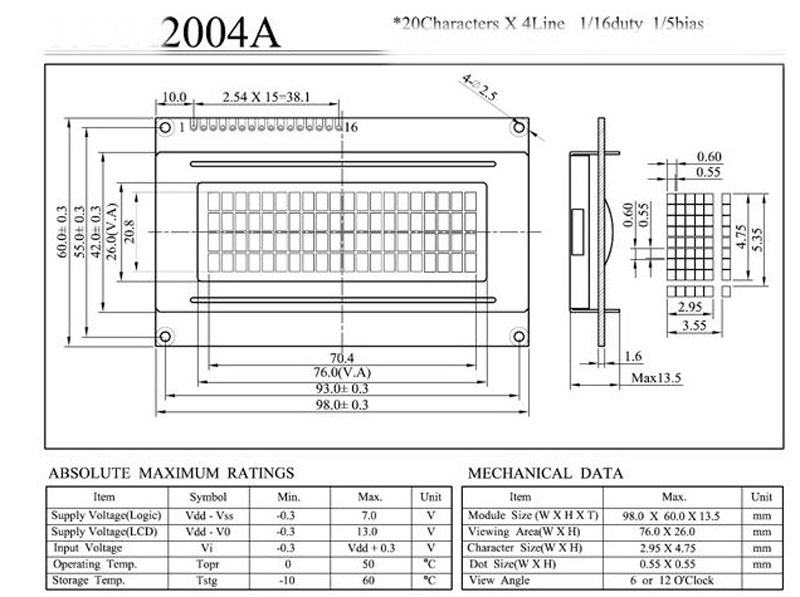 2004A
*20Characters X 4Line 1/16duty 1/5bias
10.0
2.54 X 15=38.1
4-⌀2.5
1
16
60.0± 0.3
55.0± 0.3
42.0± 0.3
26.0(V.A)
20.8
70.4
76.0(V.A)
93.0± 0.3
98.0± 0.3
1.6
Max13.5
0.60
0.55
0.60
0.55
4.75
5.35
2.95
3.55
ABSOLUTE MAXIMUM RATINGS
Item Symbol Min. Max. Unit
Supply Voltage(Logic) Vdd - Vss -0.3 7.0 V
Supply Voltage(LCD) Vdd - V0 -0.3 13.0 V
Input Voltage Vi -0.3 Vdd + 0.3 V
Operating Temp. Topr 0 50 °C
Storage Temp. Tstg -10 60 °C
MECHANICAL DATA
Item Max. Unit
Module Size (W X H X T) 98.0 X 60.0 X 13.5 mm
Viewing Area(W X H) 76.0 X 26.0 mm
Character Size(W X H) 2.95 X 4.75 mm
Dot Size(W X H) 0.55 X 0.55 mm
View Angle 6 or 12 O'Clock